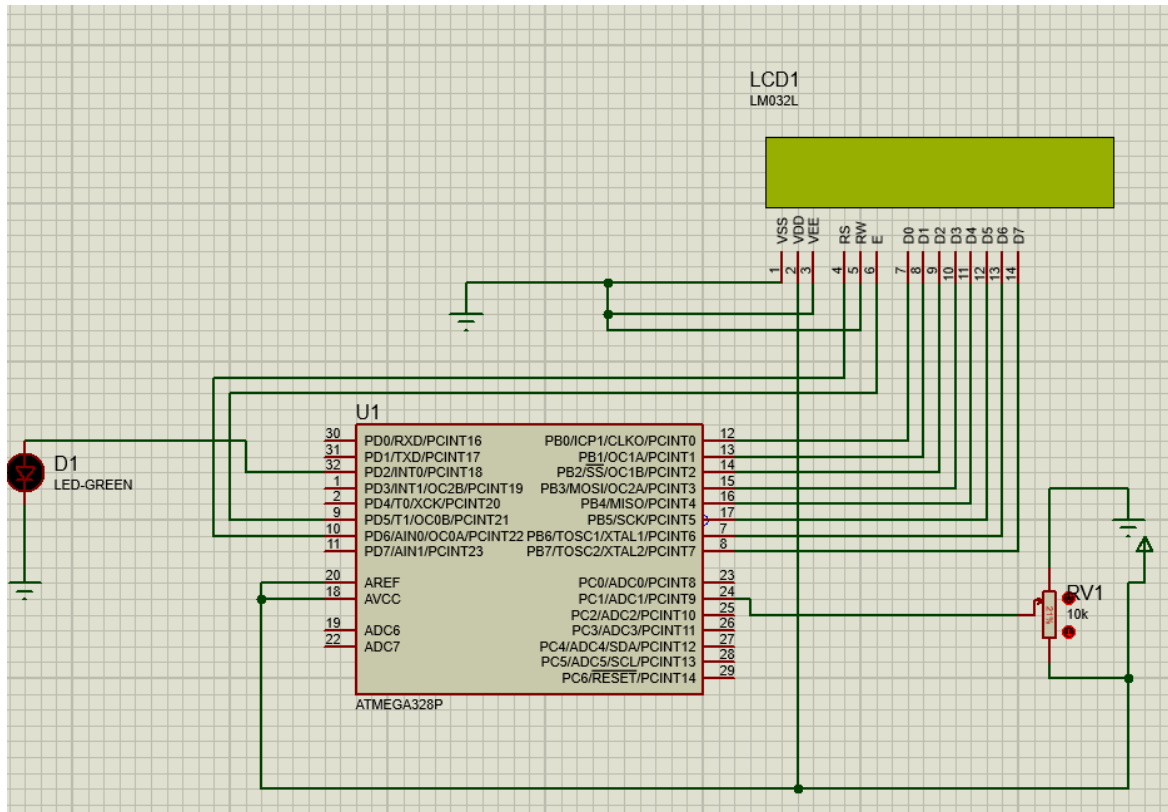 LCD1
LM032L
VSS
VDD
VEE
RS
RW
E
D0
D1
D2
D3
D4
D5
D6
D7
1
2
3
4
5
6
7
8
9
10
11
12
13
14
U1
30 PD0/RXD/PCINT16 PB0/ICP1/CLKO/PCINT0 12
31 PD1/TXD/PCINT17 PB1/OC1A/PCINT1 13
32 PD2/INT0/PCINT18 PB2/SS/OC1B/PCINT2 14
1 PD3/INT1/OC2B/PCINT19 PB3/MOSI/OC2A/PCINT3 15
2 PD4/T0/XCK/PCINT20 PB4/MISO/PCINT4 16
9 PD5/T1/OC0B/PCINT21 PB5/SCK/PCINT5 17
10 PD6/AIN0/OC0A/PCINT22 PB6/TOSC1/XTAL1/PCINT6 7
11 PD7/AIN1/PCINT23 PB7/TOSC2/XTAL2/PCINT7 8
20 AREF PC0/ADC0/PCINT8 23
18 AVCC PC1/ADC1/PCINT9 24
PC2/ADC2/PCINT10 25
19 ADC6 PC3/ADC3/PCINT11 26
22 ADC7 PC4/ADC4/SDA/PCINT12 27
PC5/ADC5/SCL/PCINT13 28
PC6/RESET/PCINT14 29
ATMEGA328P
D1
LED-GREEN
RV1
10k
21%